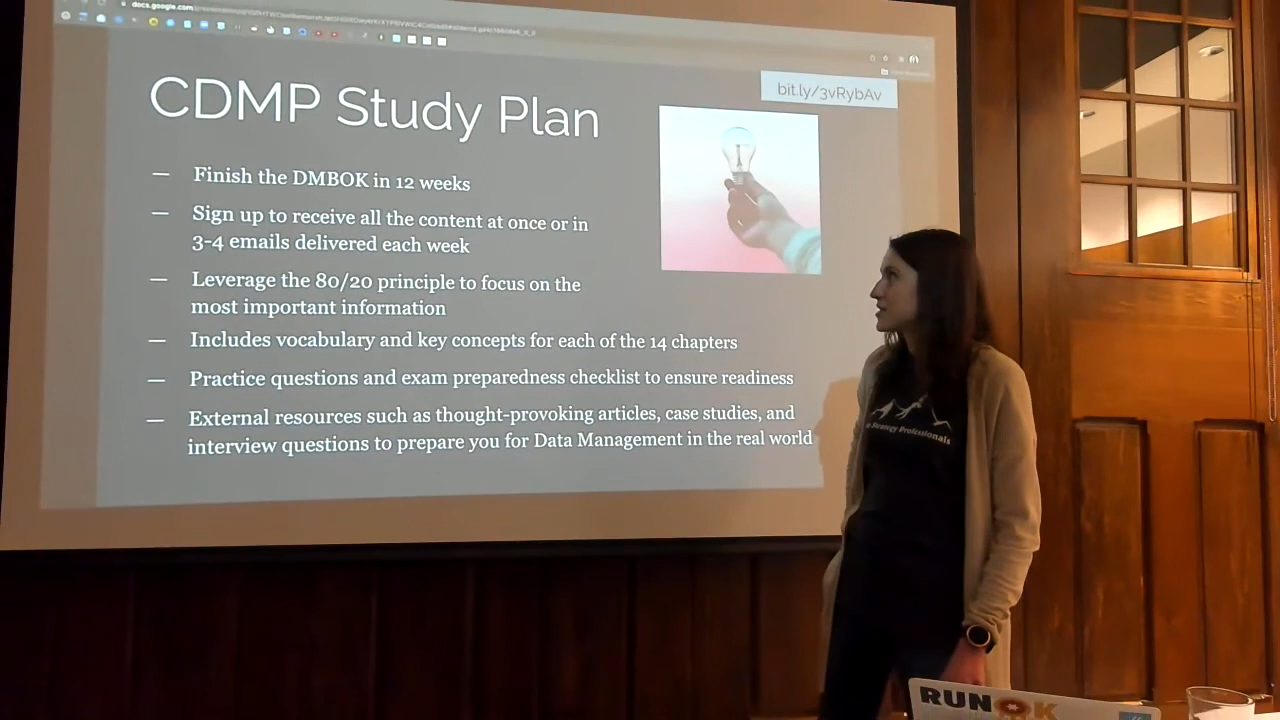 docs.google.com
CDMP Study Plan
bit.ly/3vRybAv
— Finish the DMBOK in 12 weeks
— Sign up to receive all the content at once or in
3-4 emails delivered each week
— Leverage the 80/20 principle to focus on the
most important information
— Includes vocabulary and key concepts for each of the 14 chapters
— Practice questions and exam preparedness checklist to ensure readiness
— External resources such as thought-provoking articles, case studies, and
interview questions to prepare you for Data Management in the real world
Strategy Professionals
RUN K